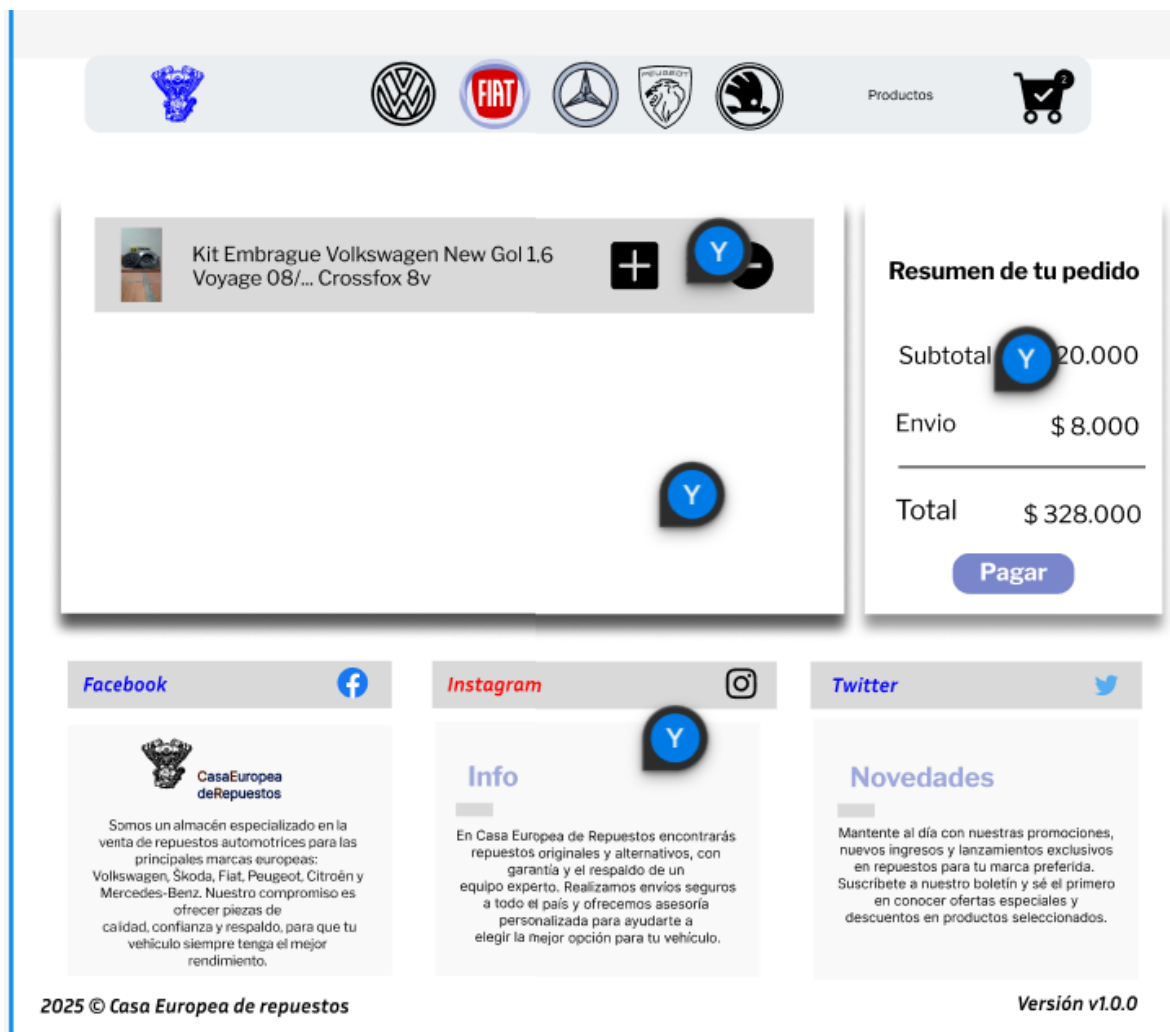 FIAT
PEUGEOT
Productos
2
Kit Embrague Volkswagen New Gol 1.6
Voyage 08/... Crossfox 8v
Y
Resumen de tu pedido
Subtotal
Y
20.000
Envio
$ 8.000
Y
Total
$ 328.000
Pagar
Facebook
Instagram
Twitter
Y
CasaEuropea
deRepuestos
Somos un almacén especializado en la
venta de repuestos automotrices para las
principales marcas europeas:
Volkswagen, Škoda, Fiat, Peugeot, Citroën y
Mercedes-Benz. Nuestro compromiso es
ofrecer piezas de
calidad, confianza y respaldo, para que tu
vehículo siempre tenga el mejor
rendimiento.
Info
En Casa Europea de Repuestos encontrarás
repuestos originales y alternativos, con
garantía y el respaldo de un
equipo experto. Realizamos envíos seguros
a todo el país y ofrecemos asesoría
personalizada para ayudarte a
elegir la mejor opción para tu vehículo.
Novedades
Mantente al día con nuestras promociones,
nuevos ingresos y lanzamientos exclusivos
en repuestos para tu marca preferida.
Suscríbete a nuestro boletín y sé el primero
en conocer ofertas especiales y
descuentos en productos seleccionados.
2025 © Casa Europea de repuestos
Versión v1.0.0